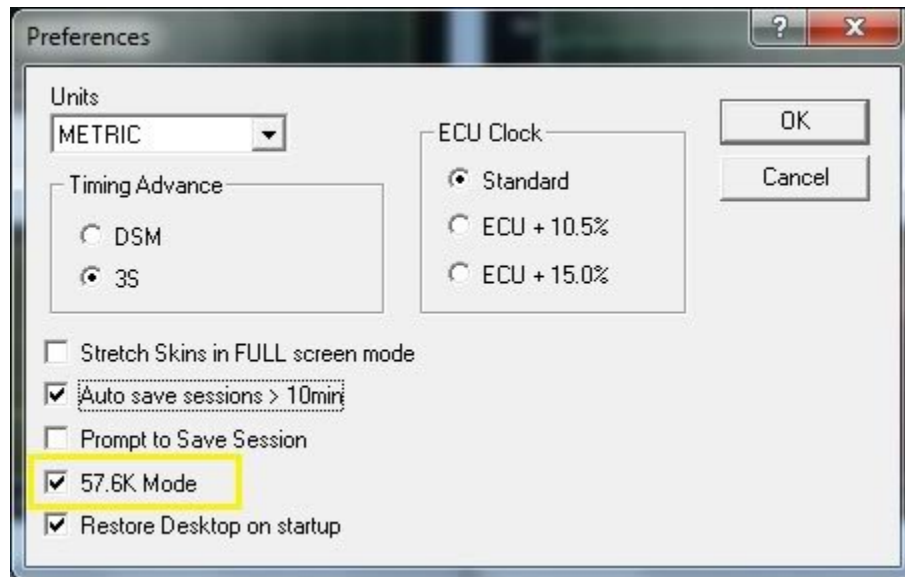 Preferences
?
X
Units
METRIC
Timing Advance
DSM
3S
ECU Clock
Standard
ECU + 10.5%
ECU + 15.0%
OK
Cancel
Stretch Skins in FULL screen mode
Auto save sessions > 10min
Prompt to Save Session
57.6K Mode
Restore Desktop on startup